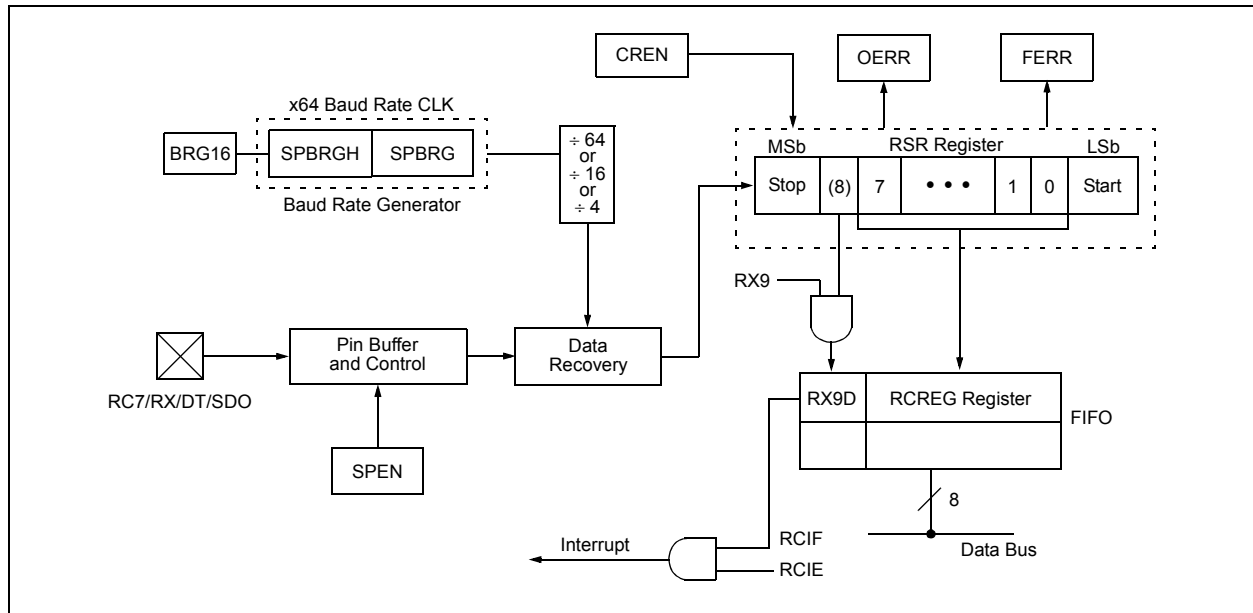 CREN
OERR
FERR
x64 Baud Rate CLK
BRG16
SPBRGH
SPBRG
Baud Rate Generator
÷ 64
or
÷ 16
or
÷ 4
MSb
RSR Register
LSb
Stop
(8)
7
• • •
1
0
Start
RX9
RC7/RX/DT/SDO
Pin Buffer
and Control
Data
Recovery
SPEN
RX9D
RCREG Register
FIFO
8
Data Bus
Interrupt
RCIF
RCIE